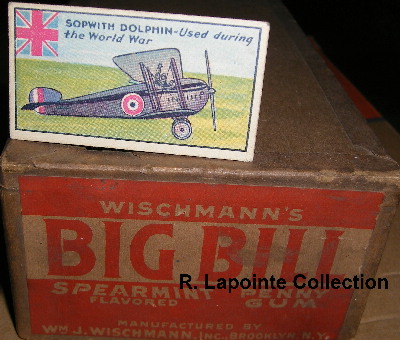 SOPWITH DOLPHIN-Used during
the World War
WISCHMANN'S
BIG BILL
R. Lapointe Collection
SPEARMINT PENNY
FLAVORED GUM
MANUFACTURED BY
WM J. WISCHMANN, INC., BROOKLYN, N.Y.